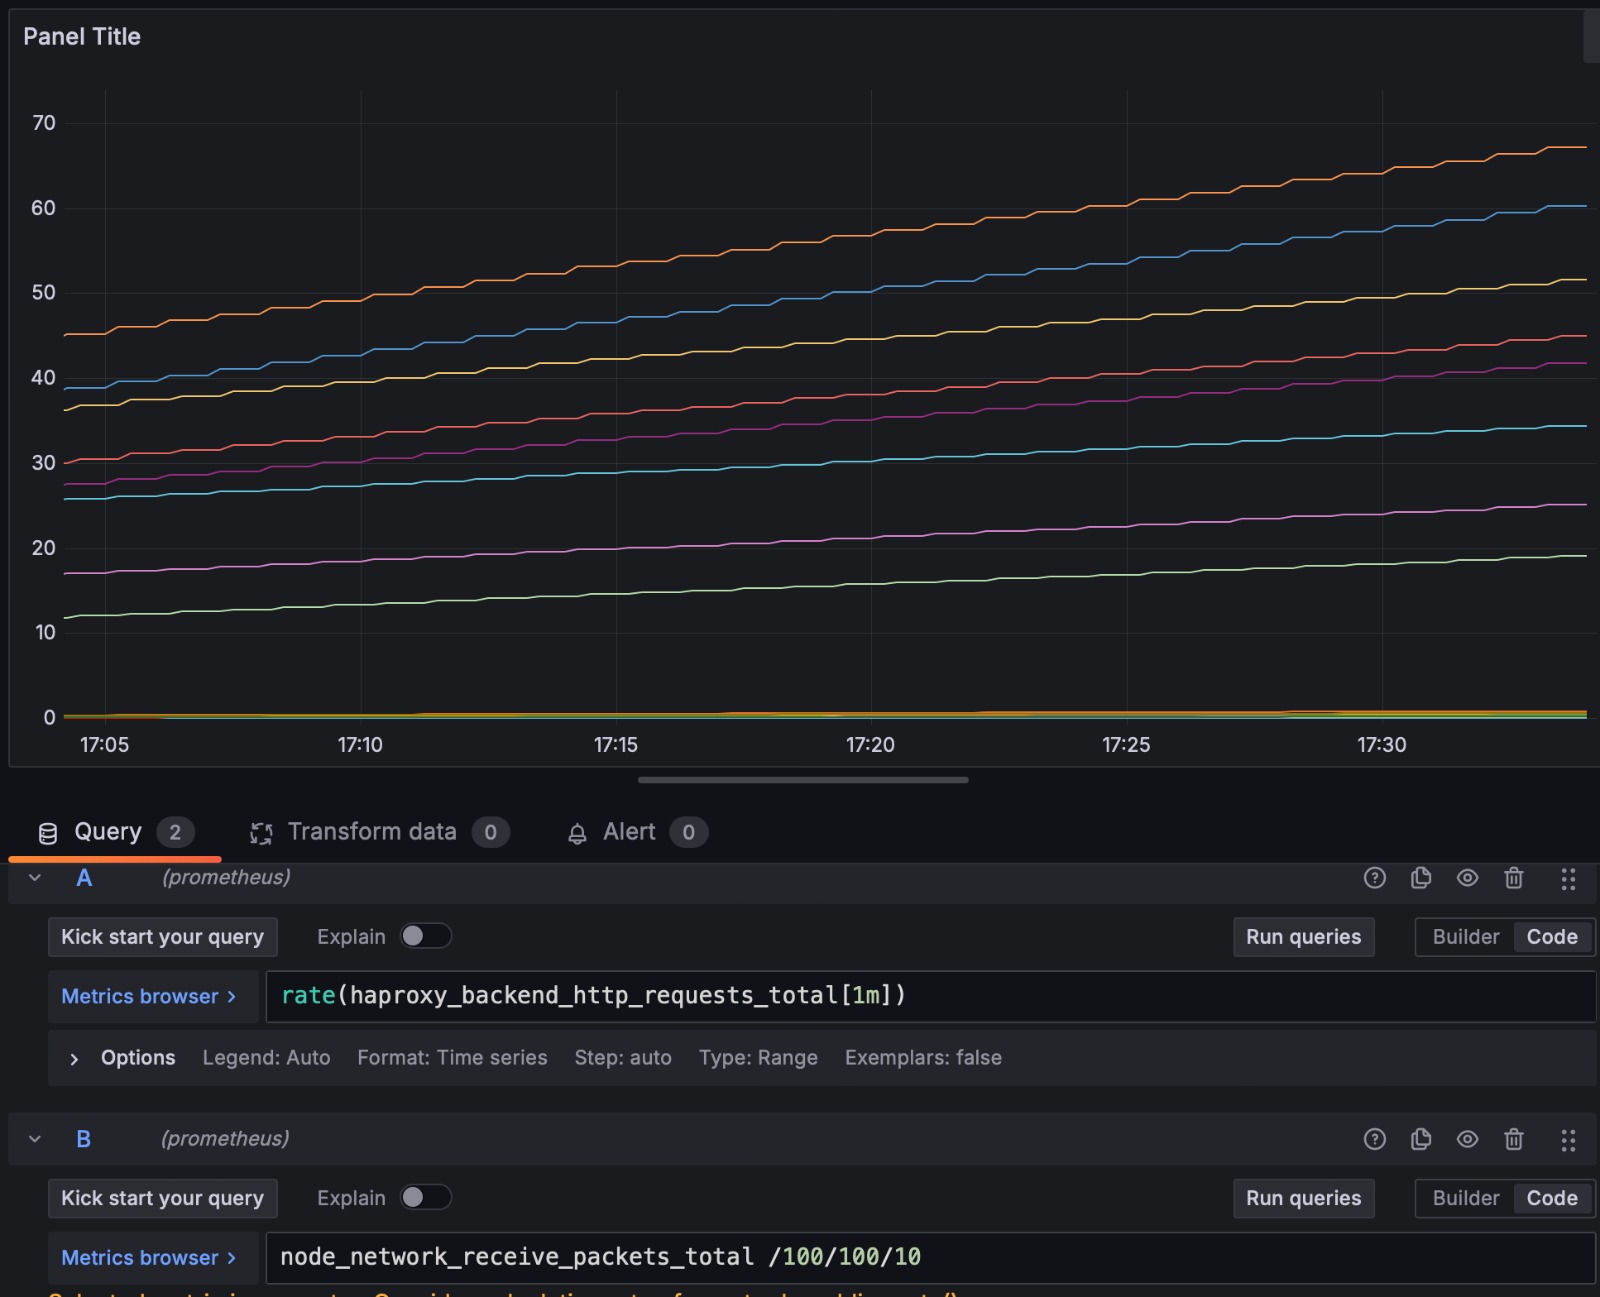 Panel Title
70
60
50
40
30
20
10
0
17:05 17:10 17:15 17:20 17:25 17:30
Query 2 Transform data 0 Alert 0
A (prometheus)
Kick start your query Explain Run queries Builder Code
Metrics browser > rate(haproxy_backend_http_requests_total[1m])
> Options Legend: Auto Format: Time series Step: auto Type: Range Exemplars: false
B (prometheus)
Kick start your query Explain Run queries Builder Code
Metrics browser > node_network_receive_packets_total /100/100/10